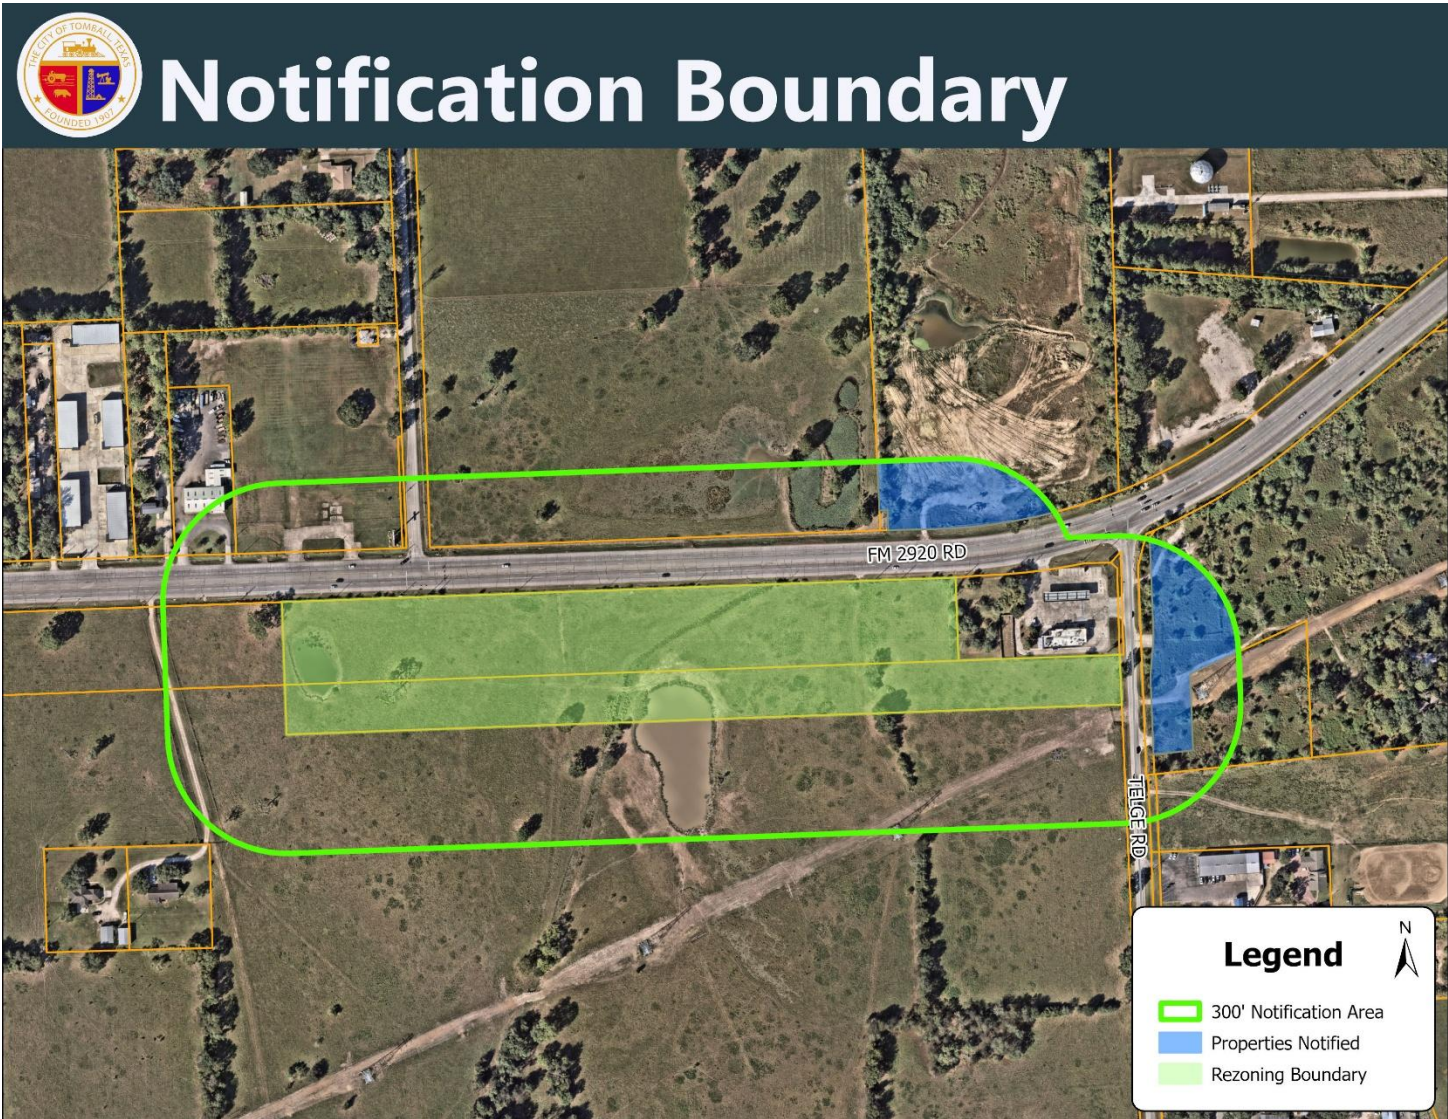 THE CITY OF TOMBALL, TEXAS
FOUNDED 1907
Notification Boundary
FM 2920 RD
TELGE RD
N
Legend
300' Notification Area
Properties Notified
Rezoning Boundary